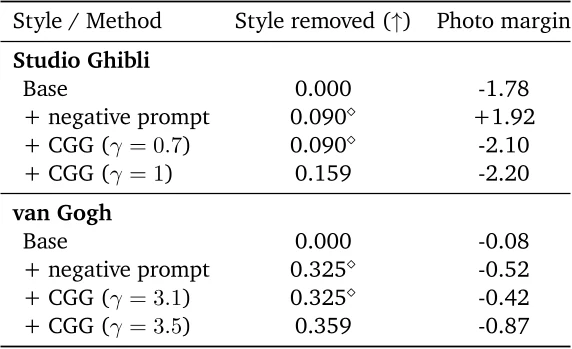 Style / Method Style removed (↑) Photo margin
Studio Ghibli
Base 0.000 -1.78
+ negative prompt 0.090⋄ +1.92
+ CGG (γ = 0.7) 0.090⋄ -2.10
+ CGG (γ = 1) 0.159 -2.20
van Gogh
Base 0.000 -0.08
+ negative prompt 0.325⋄ -0.52
+ CGG (γ = 3.1) 0.325⋄ -0.42
+ CGG (γ = 3.5) 0.359 -0.87